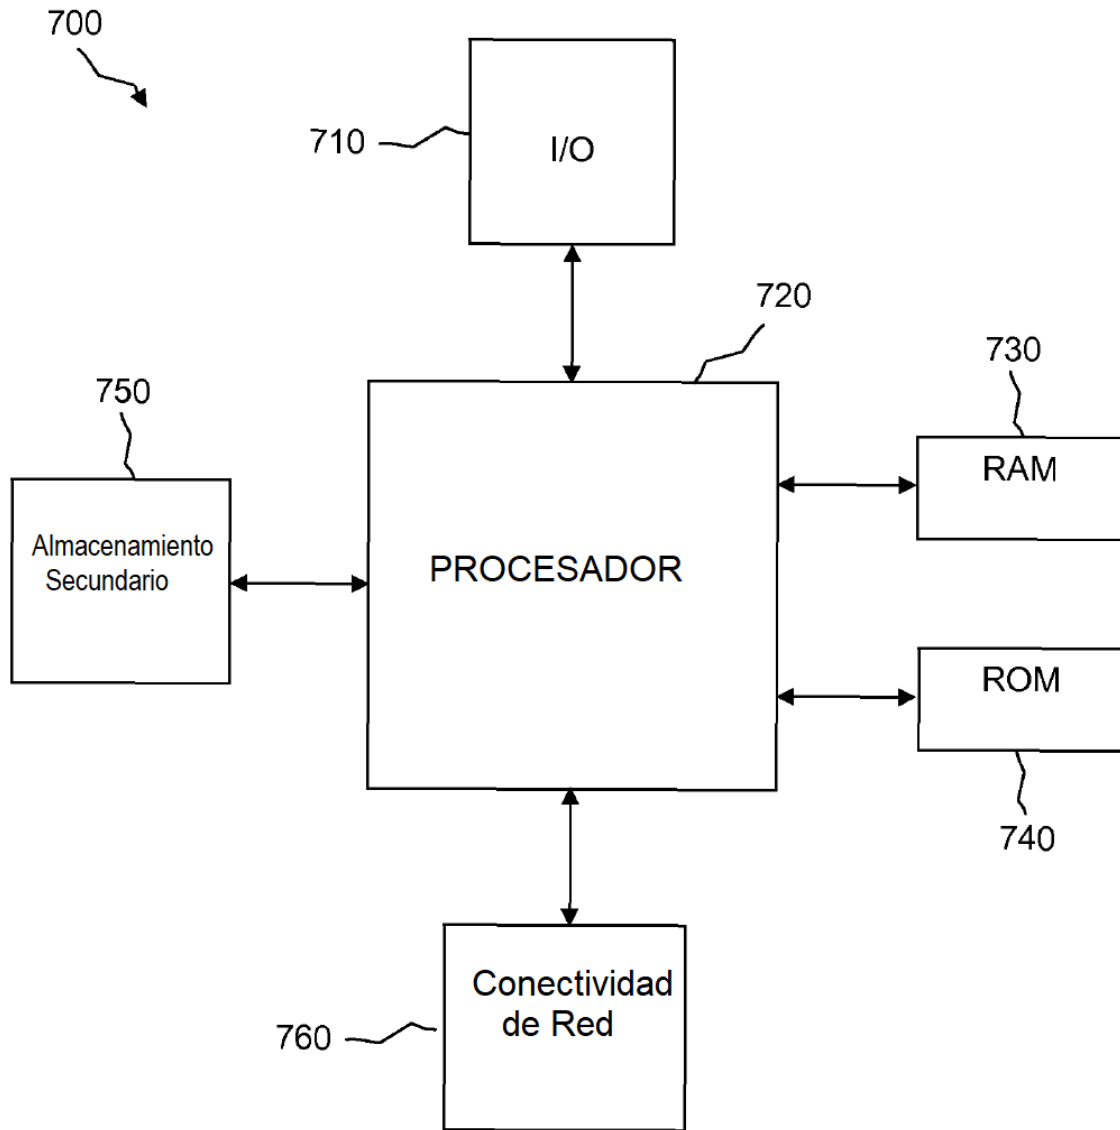 700
710
I/O
720
730
RAM
750
Almacenamiento
Secundario
PROCESADOR
ROM
740
Conectividad
de Red
760